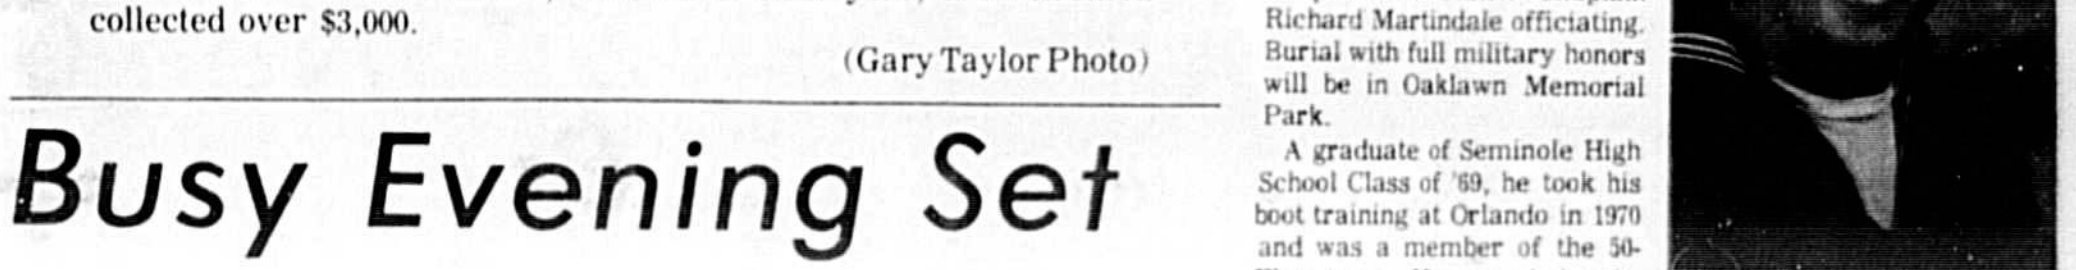 collected over $3,000.
(Gary Taylor Photo)
Busy Evening Set
Richard Martindale officiating.
Burial with full military honors
will be in Oaklawn Memorial
Park.
A graduate of Seminole High
School Class of '69, he took his
boot training at Orlando in 1970
and was a member of the 50-